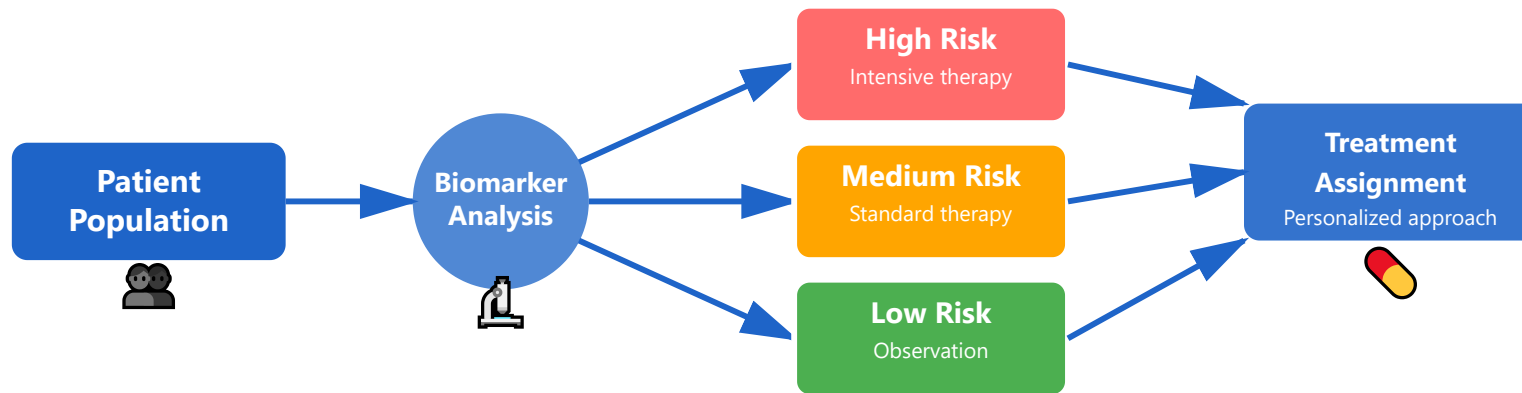 Patient
Population
Biomarker
Analysis
High Risk
Intensive therapy
Medium Risk
Standard therapy
Low Risk
Observation
Treatment
Assignment
Personalized approach